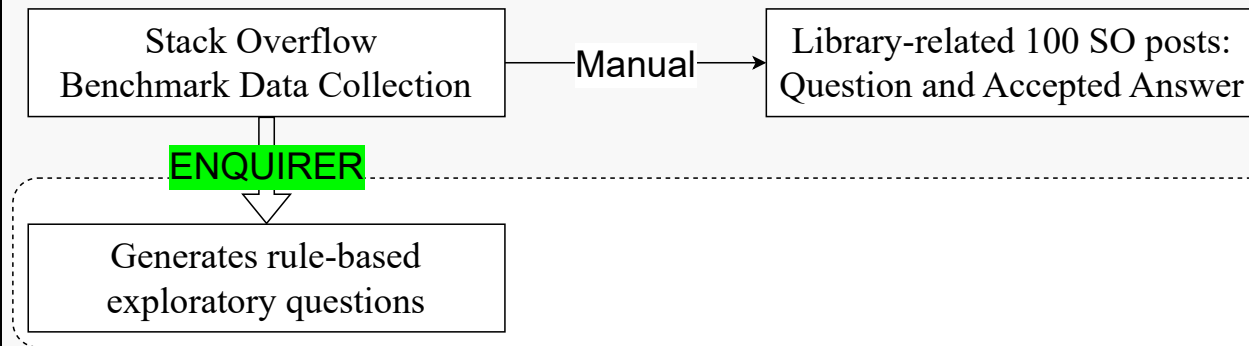 Stack Overflow
Benchmark Data Collection
Manual
Library-related 100 SO posts:
Question and Accepted Answer
ENQUIRER
Generates rule-based
exploratory questions